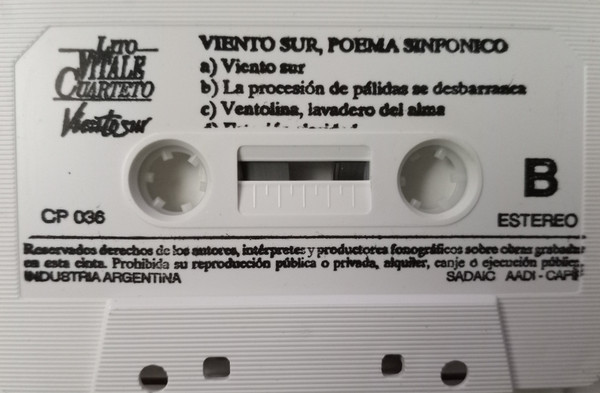 LITO
VITALE
CUARTETO
Viento sur
VIENTO SUR, POEMA SINFONICO
a) Viento sur
b) La procesión de pálidas se desbarranca
c) Ventolina, lavadero del alma
B
CP 036
ESTEREO
Reservados derechos de los autores, intérpretes y productores fonográficos sobre obras grabadas
en esta cinta. Prohibida su reproducción pública o privada, alquiler, canje o ejecución pública.
INDUSTRIA ARGENTINA
SADAIC AADI - CAPIF